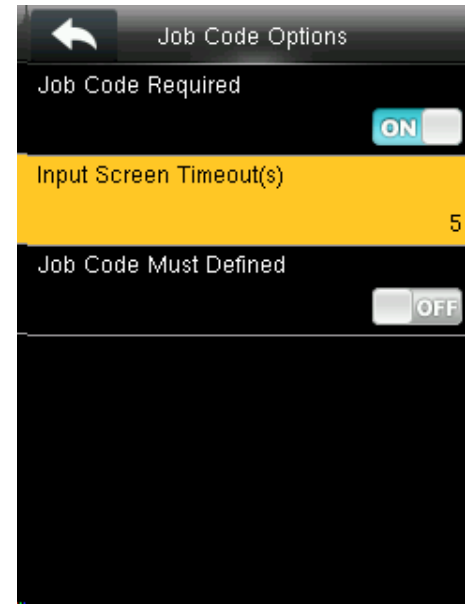 Job Code Options
Job Code Required
ON
Input Screen Timeout(s)
5
Job Code Must Defined
OFF